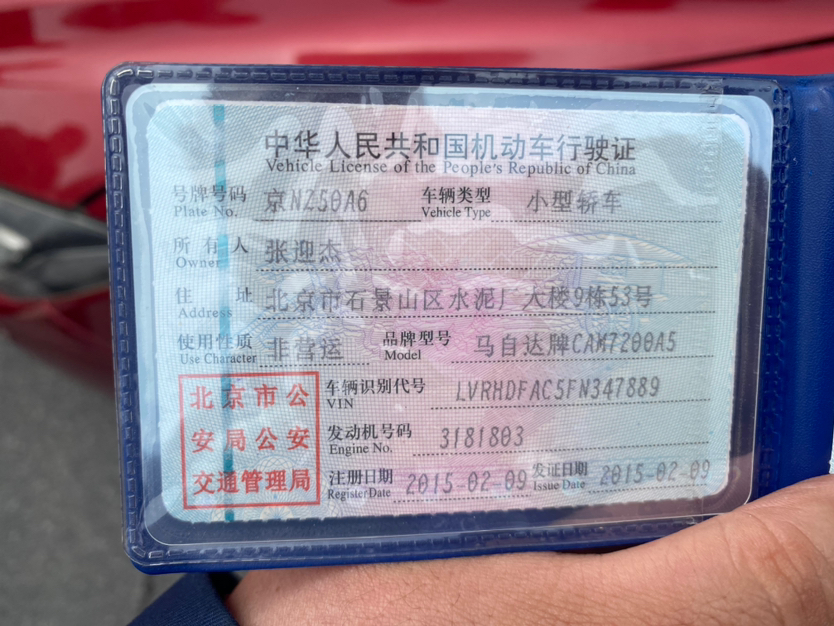 中华人民共和国机动车行驶证
Vehicle License of the People's Republic of China
号牌号码 京NZ50A6 车辆类型 小型轿车
Plate No. Vehicle Type
所有人 张迎杰
Owner
住址 北京市石景山区水泥厂大楼9栋53号
Address
使用性质 非营运 品牌型号 马自达牌CAM7200A5
Use Character Model
车辆识别代号 LVRHDFAC5FN347889
VIN
发动机号码 3181803
Engine No.
注册日期 2015-02-09 发证日期 2015-02-09
Register Date Issue Date
北京市公
安局公安
交通管理局